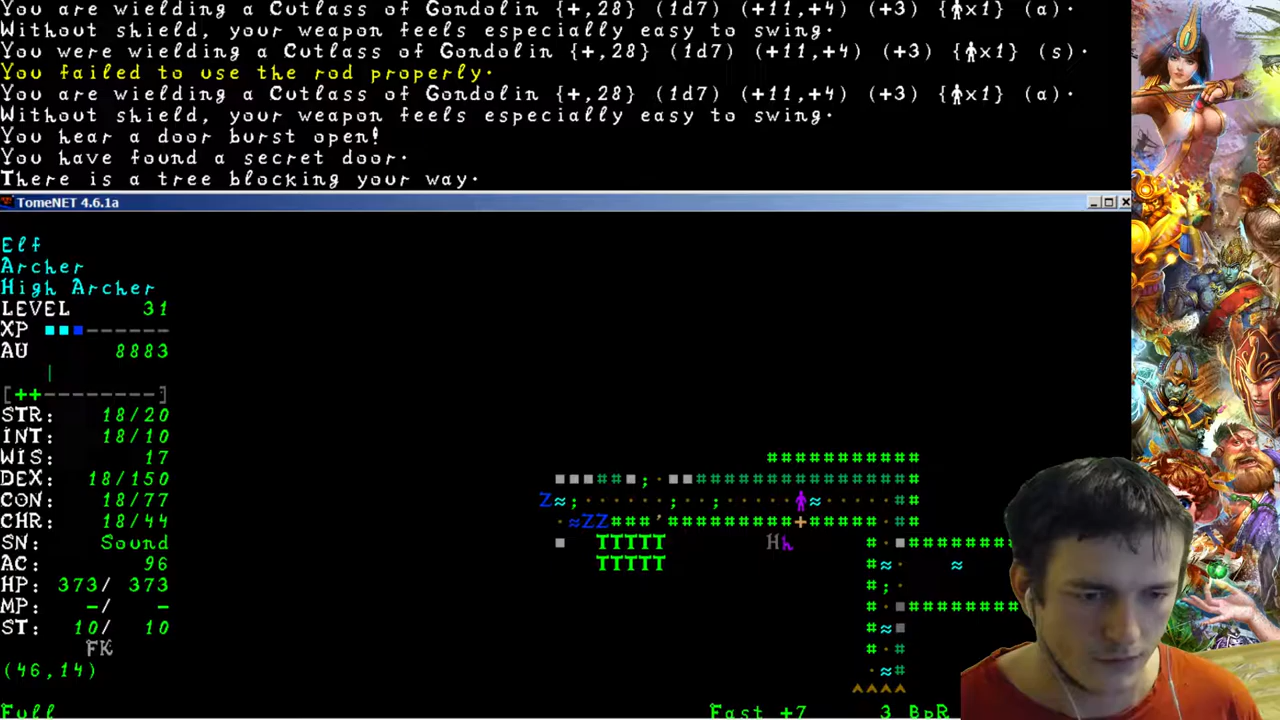 You are wielding a Cutlass of Gondolin {+,28} (1d7) (+11,+4) (+3) {x1} (a).
Without shield, your weapon feels especially easy to swing.
You were wielding a Cutlass of Gondolin {+,28} (1d7) (+11,+4) (+3) {x1} (s).
You failed to use the rod properly.
You are wielding a Cutlass of Gondolin {+,28} (1d7) (+11,+4) (+3) {x1} (a).
Without shield, your weapon feels especially easy to swing.
You hear a door burst open!
You have found a secret door.
There is a tree blocking your way.
TomeNET 4.6.1a
Elf
Archer
High Archer
LEVEL 31
XP
AU 8883
STR: 18/20
INT: 18/10
WIS: 17
DEX: 18/150
CON: 18/77
CHR: 18/44
SN: Sound
AC: 96
HP: 373/ 373
MP: -/ -
ST: 10/ 10
FK
(46,14)
Full Fast +7 3 BpR
Z
ZZ
TTTTT Hh
TTTTT